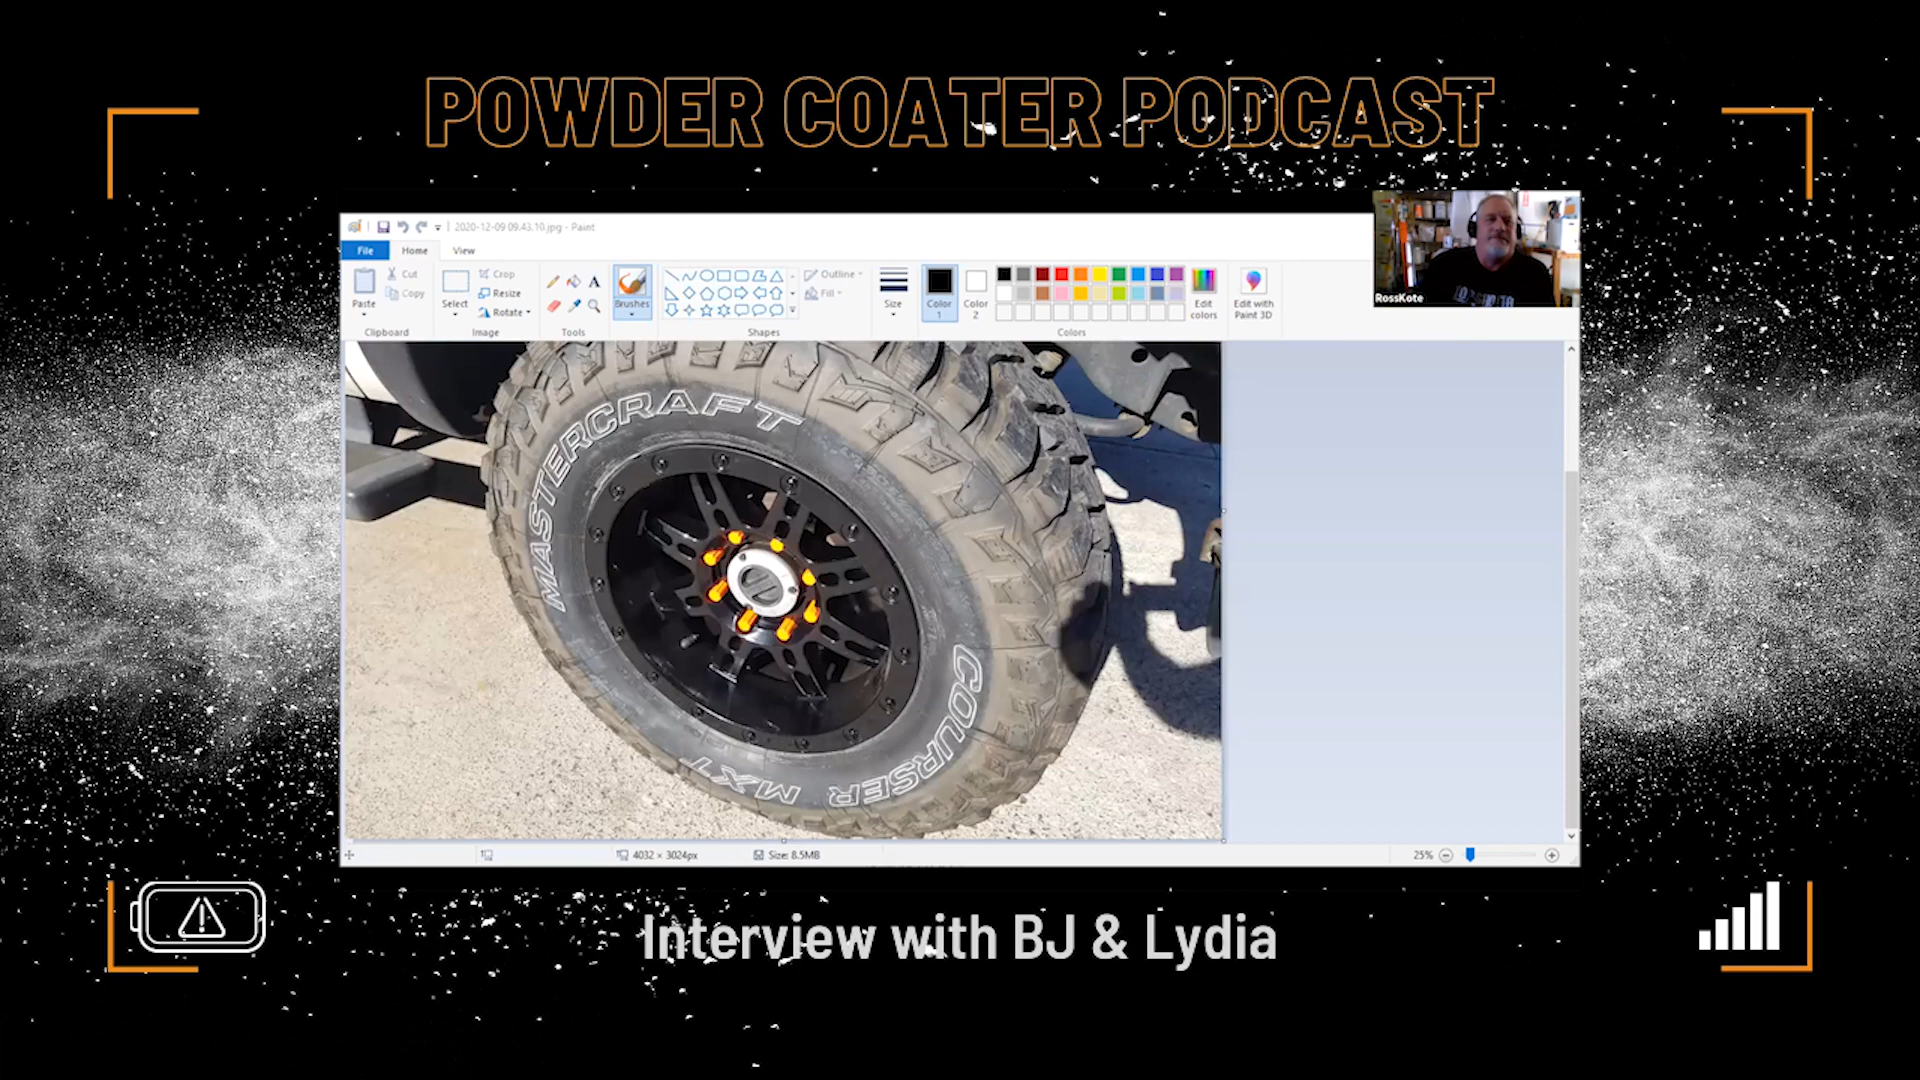 POWDER COATER PODCAST
2020-12-09 09.43.10.jpg - Paint
File Home View
Cut
Copy
Paste
Clipboard
Crop
Resize
Rotate
Select
Image
A
Tools
Brushes
Shapes
Outline
Fill
Size
Color 1
Color 2
Colors
Edit colors
Edit with Paint 3D
RossKote
MASTERCRAFT
COURSER MXT
4032 × 3024px
Size: 8.5MB
25%
Interview with BJ & Lydia